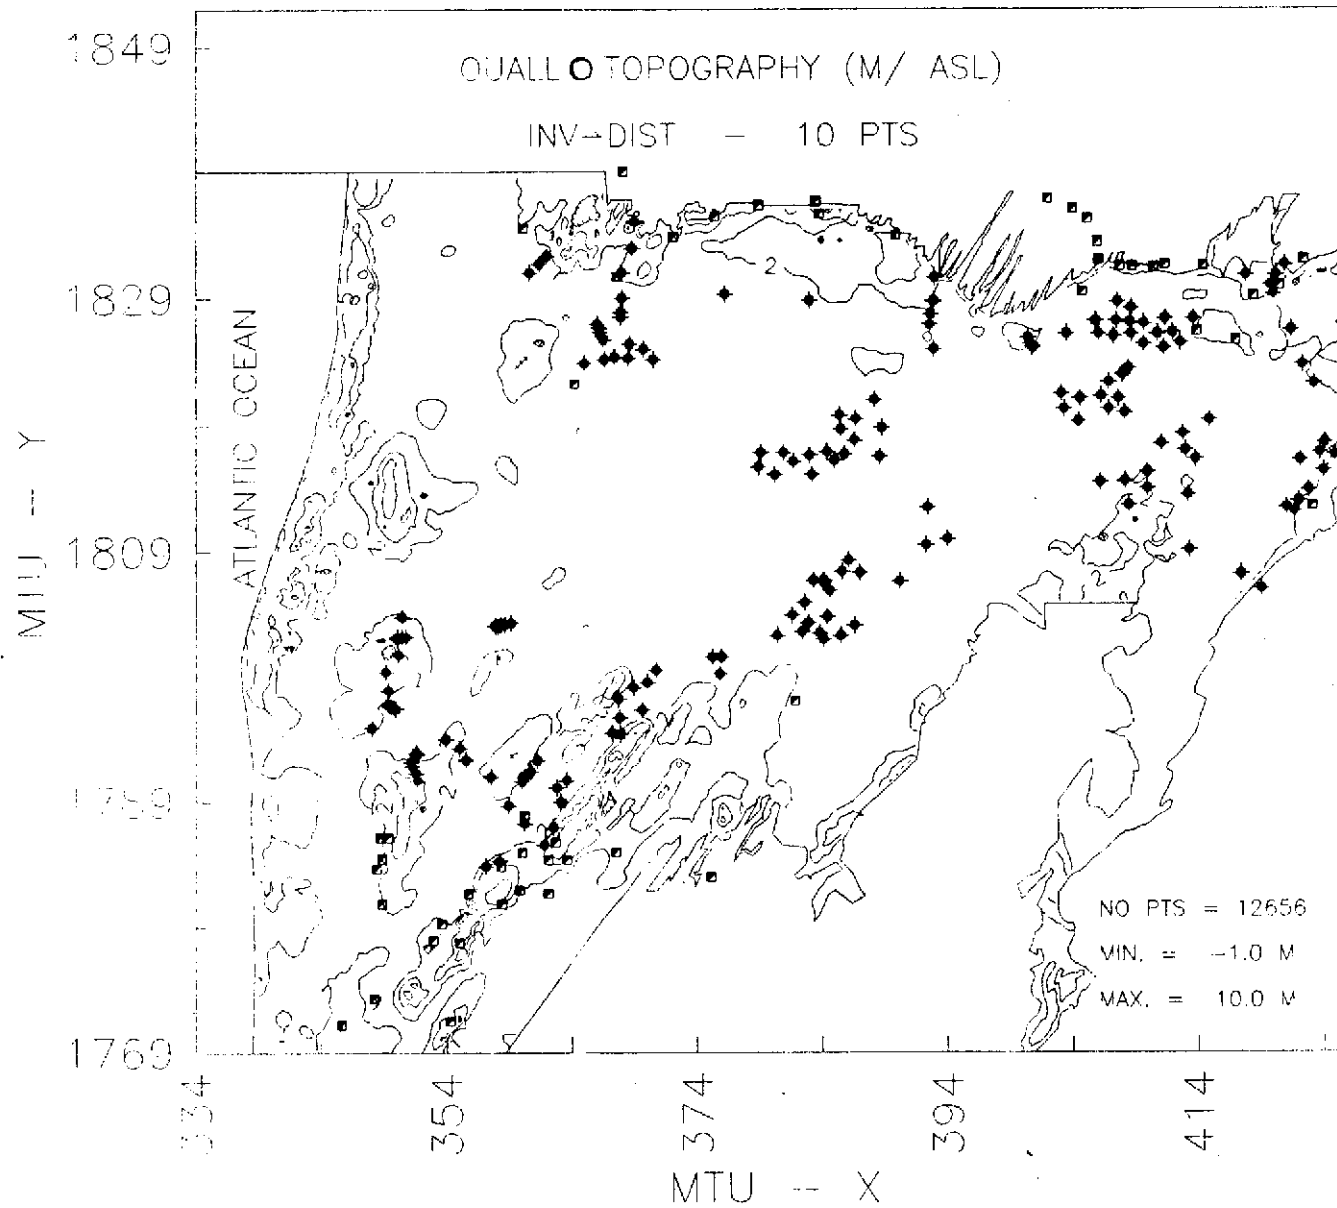 OUALLO TOPOGRAPHY (M/ ASL)
INV-DIST - 10 PTS
1849
1829
1809
1789
1769
MTU -- Y
ATLANTIC OCEAN
2
2
2
NO PTS = 12656
MIN. = -1.0 M
MAX. = 10.0 M
334
354
374
394
414
MTU -- X